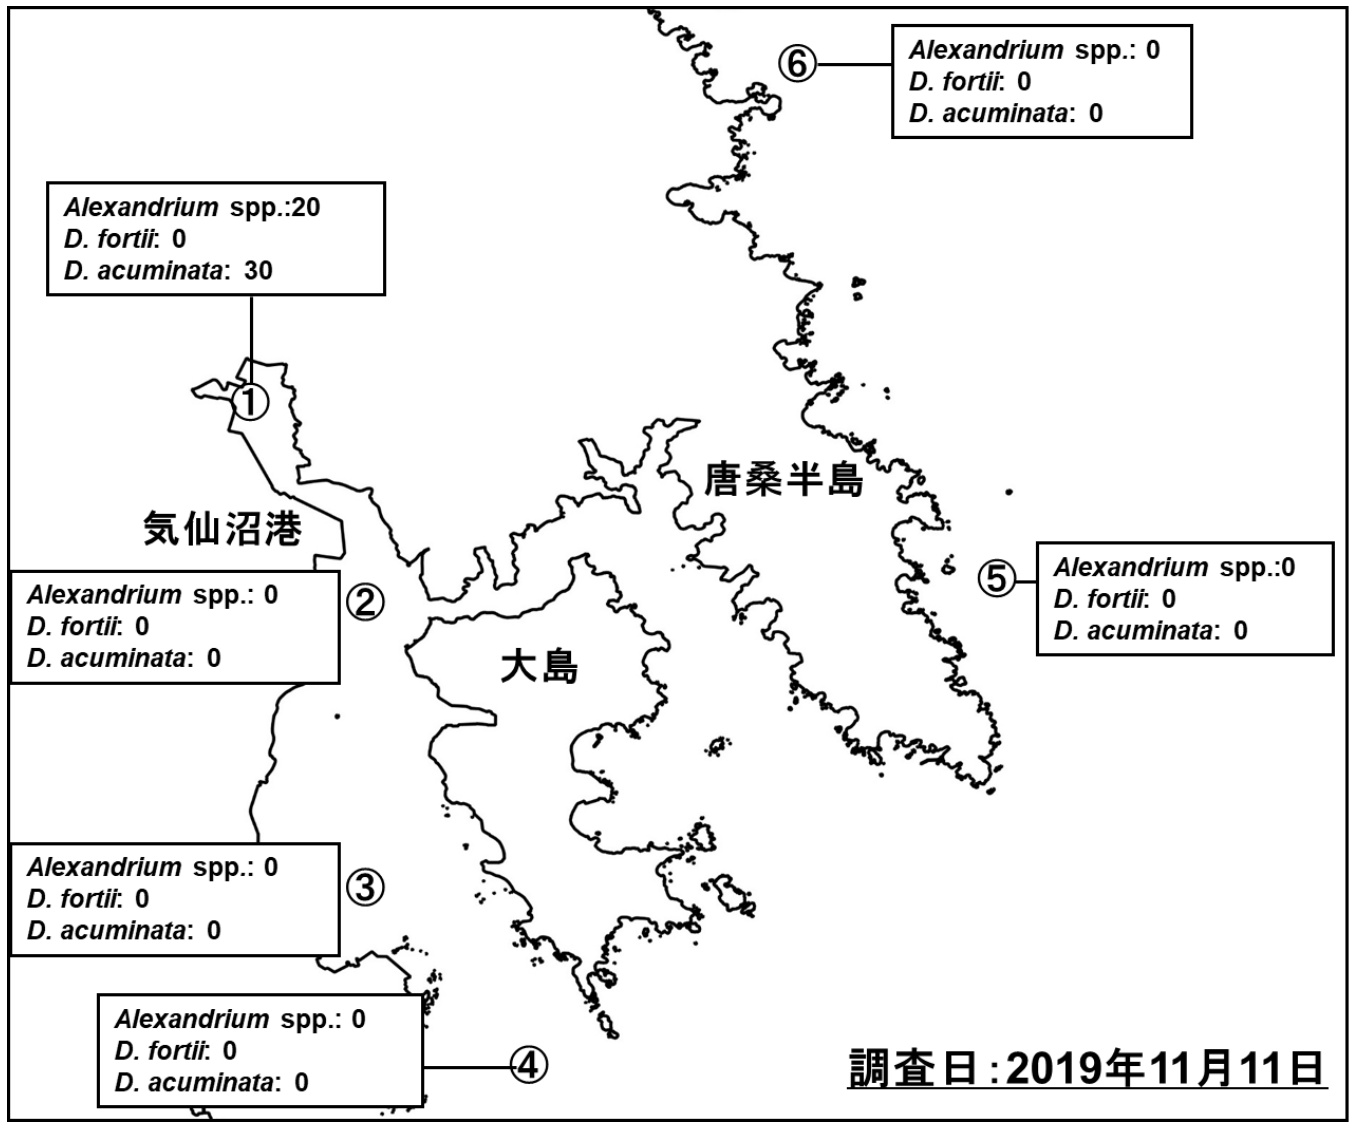 ⑥
Alexandrium spp.: 0
D. fortii: 0
D. acuminata: 0
Alexandrium spp.:20
D. fortii: 0
D. acuminata: 30
①
唐桑半島
気仙沼港
⑤
Alexandrium spp.:0
D. fortii: 0
D. acuminata: 0
Alexandrium spp.: 0
D. fortii: 0
D. acuminata: 0
②
大島
Alexandrium spp.: 0
D. fortii: 0
D. acuminata: 0
③
Alexandrium spp.: 0
D. fortii: 0
D. acuminata: 0
④
調査日:2019年11月11日